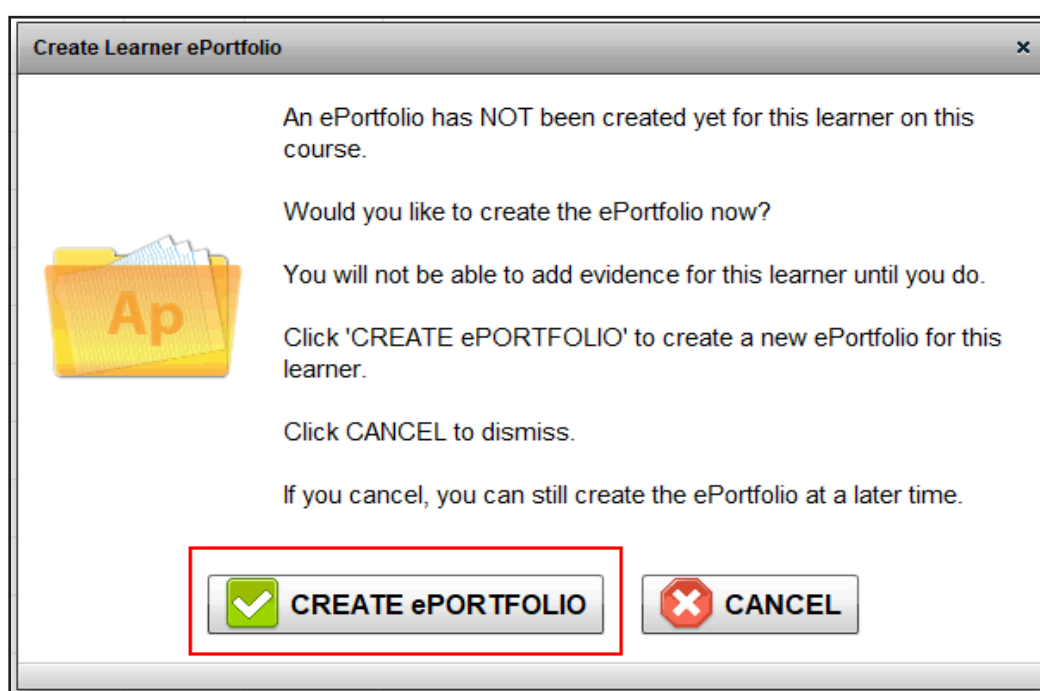 Create Learner ePortfolio
An ePortfolio has NOT been created yet for this learner on this
course.
Would you like to create the ePortfolio now?
You will not be able to add evidence for this learner until you do.
Click 'CREATE ePORTFOLIO' to create a new ePortfolio for this
learner.
Click CANCEL to dismiss.
If you cancel, you can still create the ePortfolio at a later time.
Ap
CREATE ePORTFOLIO
CANCEL